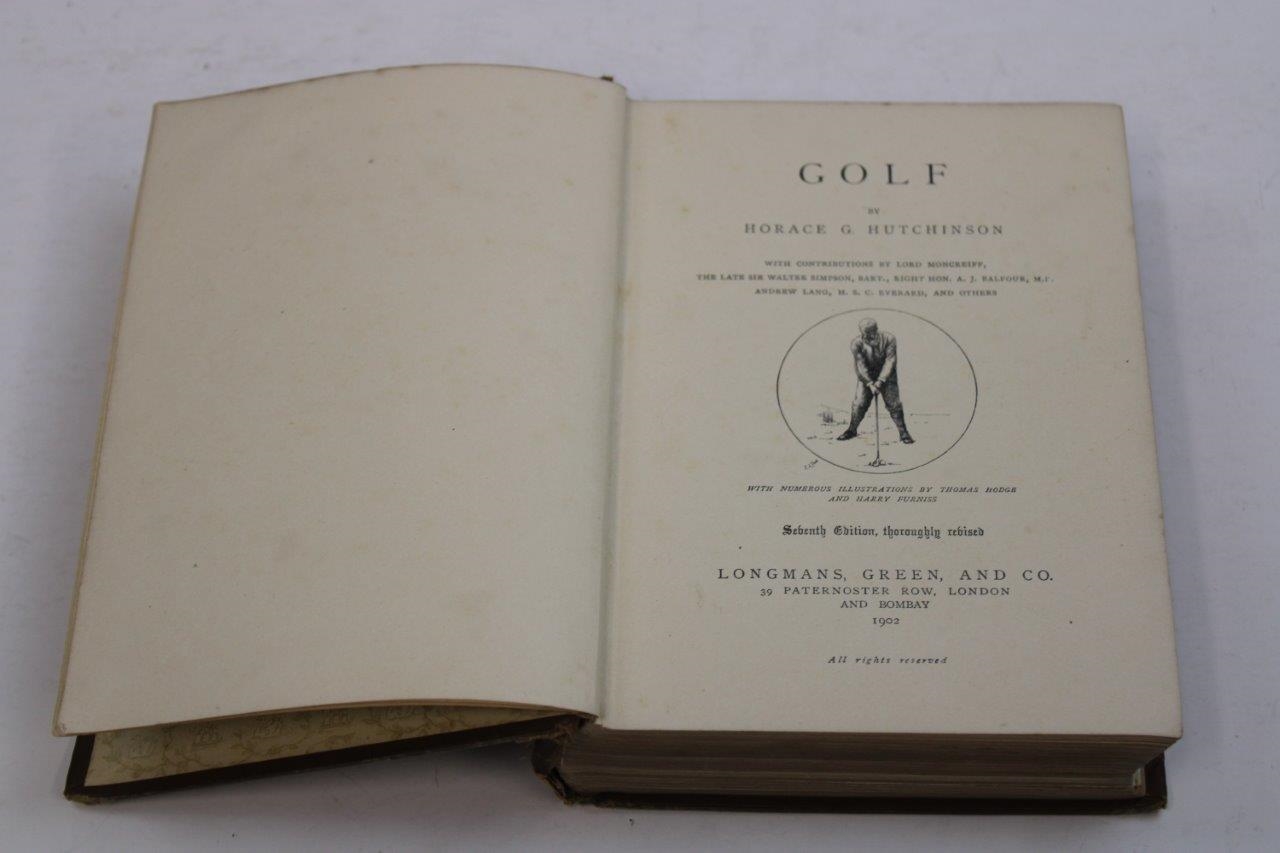 GOLF
BY
HORACE G. HUTCHINSON
WITH CONTRIBUTIONS BY LORD MONCREIFF,
THE LATE SIR WALTER SIMPSON, BART., RIGHT HON. A. J. BALFOUR, M.P.
ANDREW LANG, H. S. C. EVERARD, AND OTHERS
WITH NUMEROUS ILLUSTRATIONS BY THOMAS HODGE
AND HARRY FURNISS
Seventh Edition, thoroughly revised
LONGMANS, GREEN, AND CO.
39 PATERNOSTER ROW, LONDON
AND BOMBAY
1902
All rights reserved